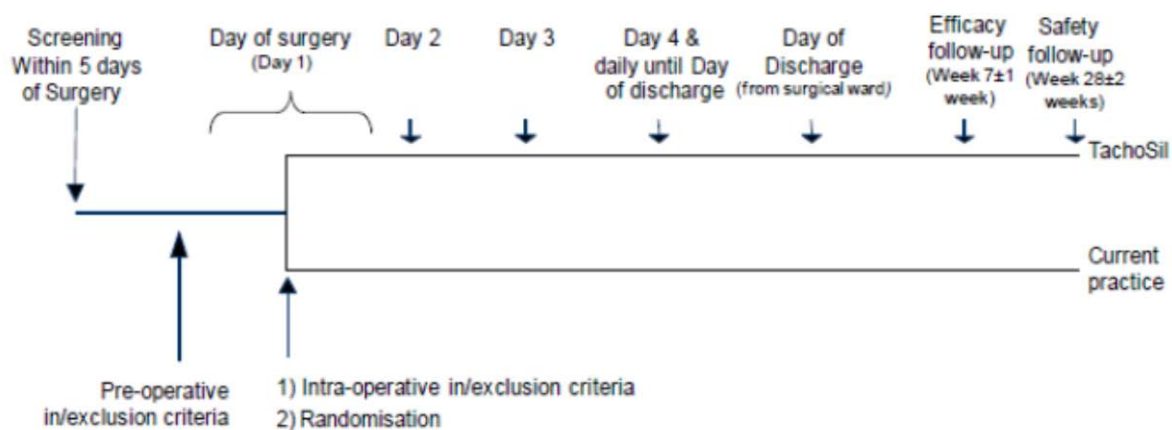 Screening
Within 5 days
of Surgery
Day of surgery
(Day 1)
Day 2
Day 3
Day 4 &
daily until Day
of discharge
Day of
Discharge
(from surgical ward)
Efficacy
follow-up
(Week 7±1
week)
Safety
follow-up
(Week 28±2
weeks)
TachoSil
Current
practice
Pre-operative
in/exclusion criteria
1) Intra-operative in/exclusion criteria
2) Randomisation